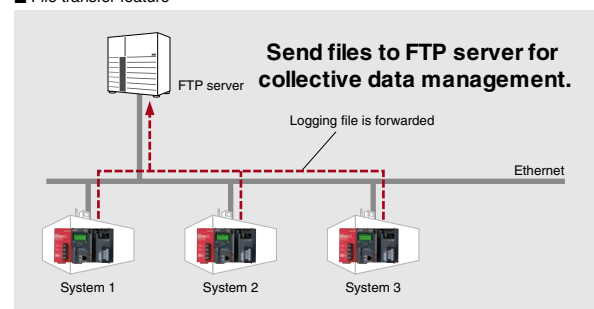 ■ File transfer feature
Send files to FTP server for
collective data management.
FTP server
Logging file is forwarded
Ethernet
System 1
System 2
System 3